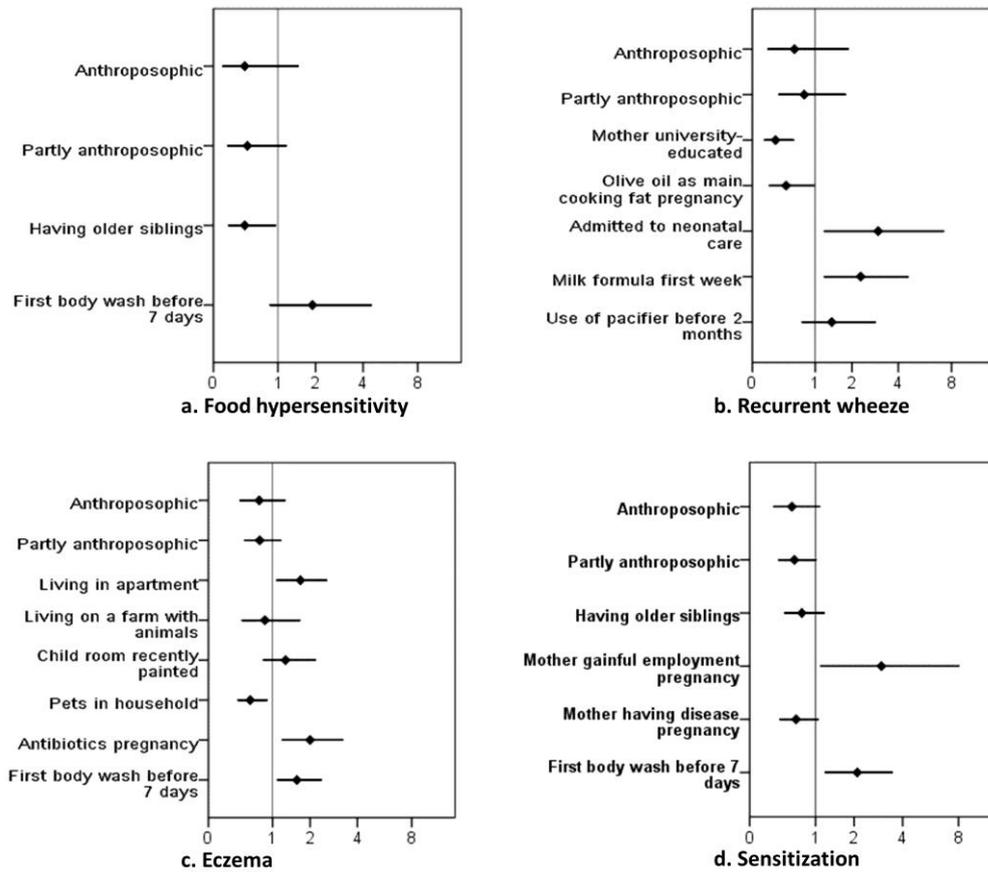 Anthroposophic
Partly anthroposophic
Having older siblings
First body wash before
7 days
0 1 2 4 8
a. Food hypersensitivity
Anthroposophic
Partly anthroposophic
Mother university-
educated
Olive oil as main
cooking fat pregnancy
Admitted to neonatal
care
Milk formula first week
Use of pacifier before 2
months
0 1 2 4 8
b. Recurrent wheeze
Anthroposophic
Partly anthroposophic
Living in apartment
Living on a farm with
animals
Child room recently
painted
Pets in household
Antibiotics pregnancy
First body wash before
7 days
0 1 2 4 8
c. Eczema
Anthroposophic
Partly anthroposophic
Having older siblings
Mother gainful employment
pregnancy
Mother having disease
pregnancy
First body wash before 7
days
0 1 2 4 8
d. Sensitization